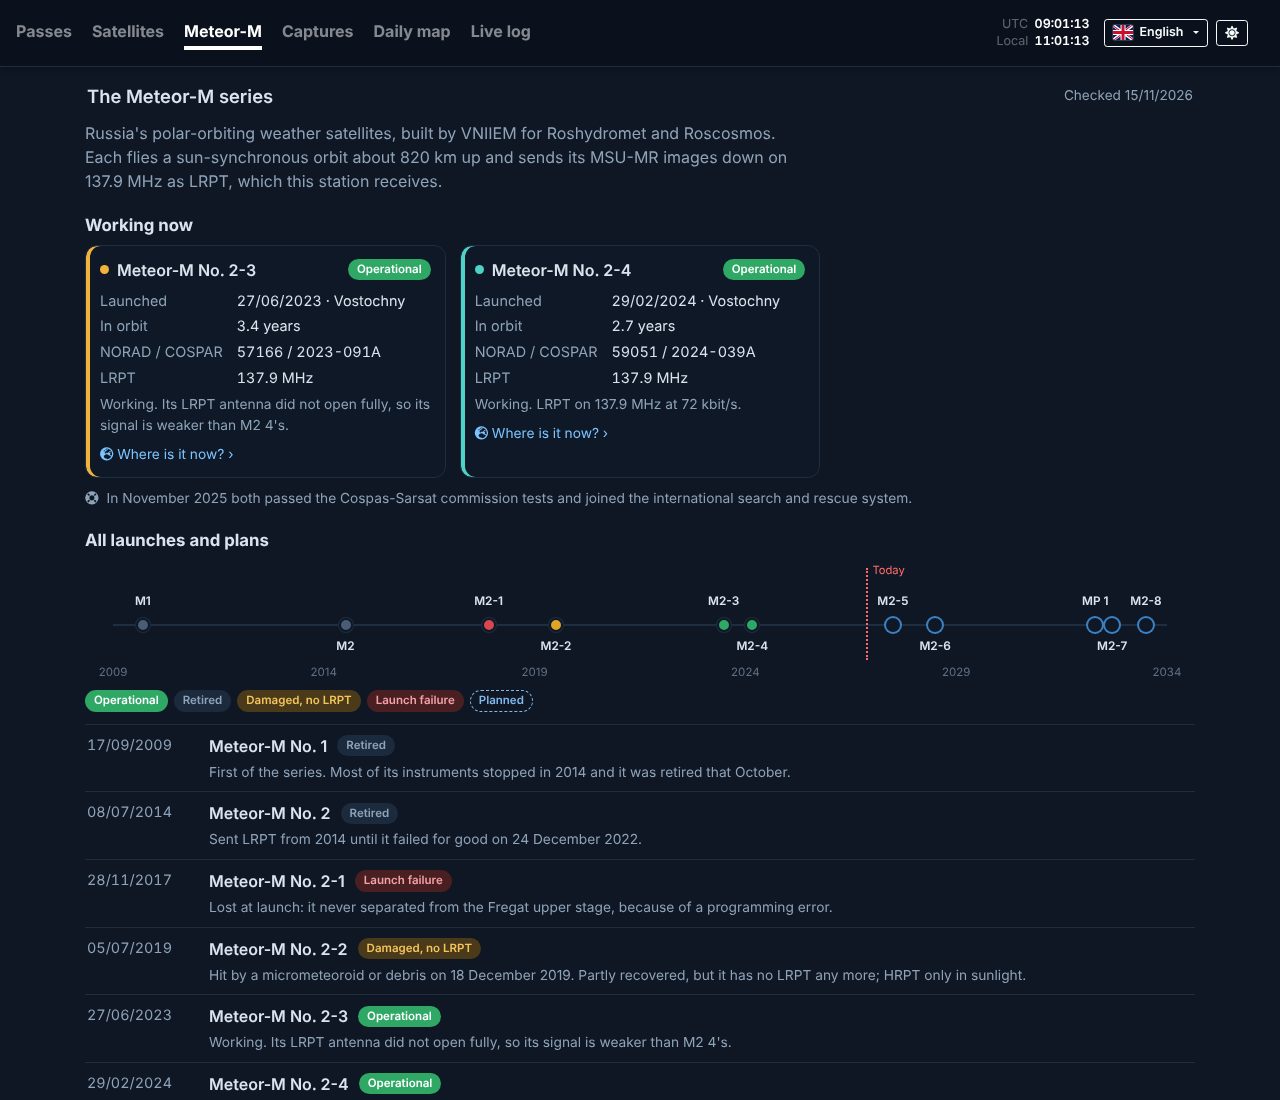 Passes
Satellites
Meteor-M
Captures
Daily map
Live log
UTC 09:01:13
Local 11:01:13
English
The Meteor-M series
Checked 15/11/2026
Russia's polar-orbiting weather satellites, built by VNIIEM for Roshydromet and Roscosmos.
Each flies a sun-synchronous orbit about 820 km up and sends its MSU-MR images down on
137.9 MHz as LRPT, which this station receives.
Working now
Meteor-M No. 2-3
Operational
Launched 27/06/2023 · Vostochny
In orbit 3.4 years
NORAD / COSPAR 57166 / 2023-091A
LRPT 137.9 MHz
Working. Its LRPT antenna did not open fully, so its
signal is weaker than M2 4's.
Where is it now? ›
Meteor-M No. 2-4
Operational
Launched 29/02/2024 · Vostochny
In orbit 2.7 years
NORAD / COSPAR 59051 / 2024-039A
LRPT 137.9 MHz
Working. LRPT on 137.9 MHz at 72 kbit/s.
Where is it now? ›
In November 2025 both passed the Cospas-Sarsat commission tests and joined the international search and rescue system.
All launches and plans
Today
M1
M2-1
M2-3
M2-5
MP 1
M2-8
M2
M2-2
M2-4
M2-6
M2-7
2009
2014
2019
2024
2029
2034
Operational
Retired
Damaged, no LRPT
Launch failure
Planned
17/09/2009
Meteor-M No. 1
Retired
First of the series. Most of its instruments stopped in 2014 and it was retired that October.
08/07/2014
Meteor-M No. 2
Retired
Sent LRPT from 2014 until it failed for good on 24 December 2022.
28/11/2017
Meteor-M No. 2-1
Launch failure
Lost at launch: it never separated from the Fregat upper stage, because of a programming error.
05/07/2019
Meteor-M No. 2-2
Damaged, no LRPT
Hit by a micrometeoroid or debris on 18 December 2019. Partly recovered, but it has no LRPT any more; HRPT only in sunlight.
27/06/2023
Meteor-M No. 2-3
Operational
Working. Its LRPT antenna did not open fully, so its signal is weaker than M2 4's.
29/02/2024
Meteor-M No. 2-4
Operational